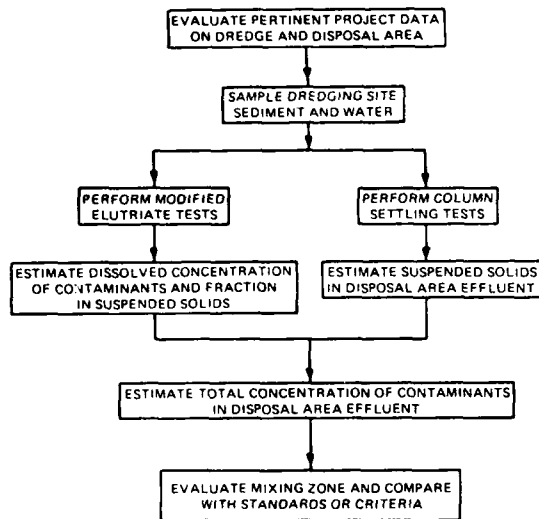 EVALUATE PERTINENT PROJECT DATA
ON DREDGE AND DISPOSAL AREA
SAMPLE DREDGING SITE
SEDIMENT AND WATER
PERFORM MODIFIED
ELUTRIATE TESTS
PERFORM COLUMN
SETTLING TESTS
ESTIMATE DISSOLVED CONCENTRATION
OF CONTAMINANTS AND FRACTION
IN SUSPENDED SOLIDS
ESTIMATE SUSPENDED SOLIDS
IN DISPOSAL AREA EFFLUENT
ESTIMATE TOTAL CONCENTRATION OF CONTAMINANTS
IN DISPOSAL AREA EFFLUENT
EVALUATE MIXING ZONE AND COMPARE
WITH STANDARDS OR CRITERIA